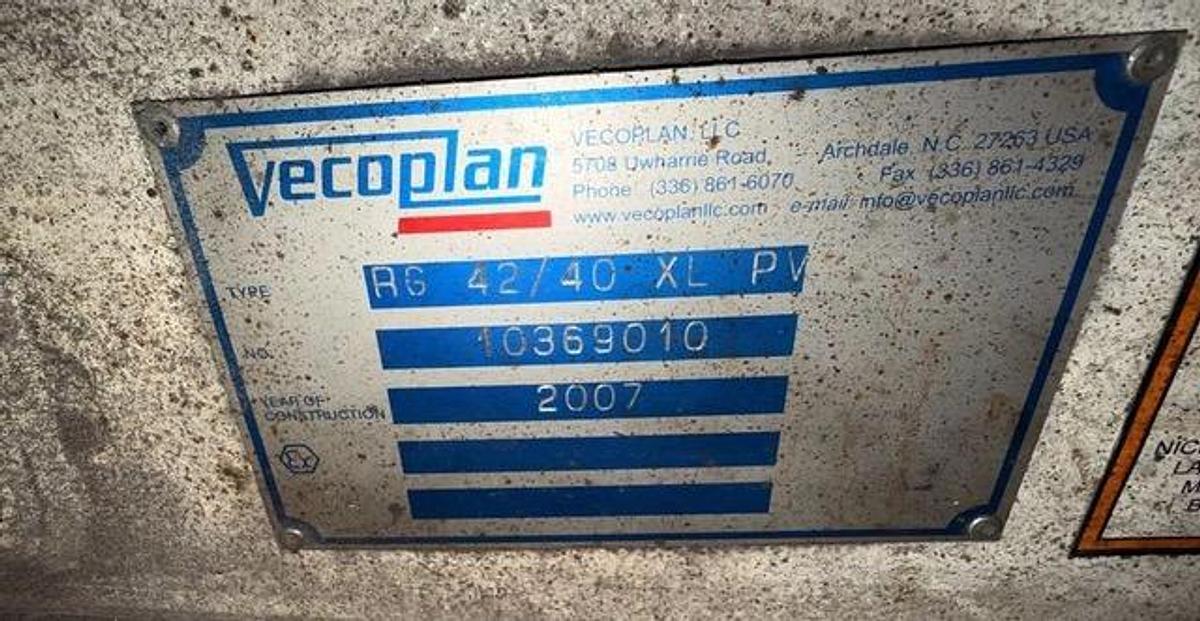 vecoplan
VECOPLAN, LLC
5708 Uwharrie Road, Archdale, N.C. 27263 USA
Phone (336) 861-6070 Fax (336) 861-4329
www.vecoplanllc.com e-mail info@vecoplanllc.com
TYPE RG 42/40 XL PV
NO. 10369010
YEAR OF CONSTRUCTION 2007
Ex